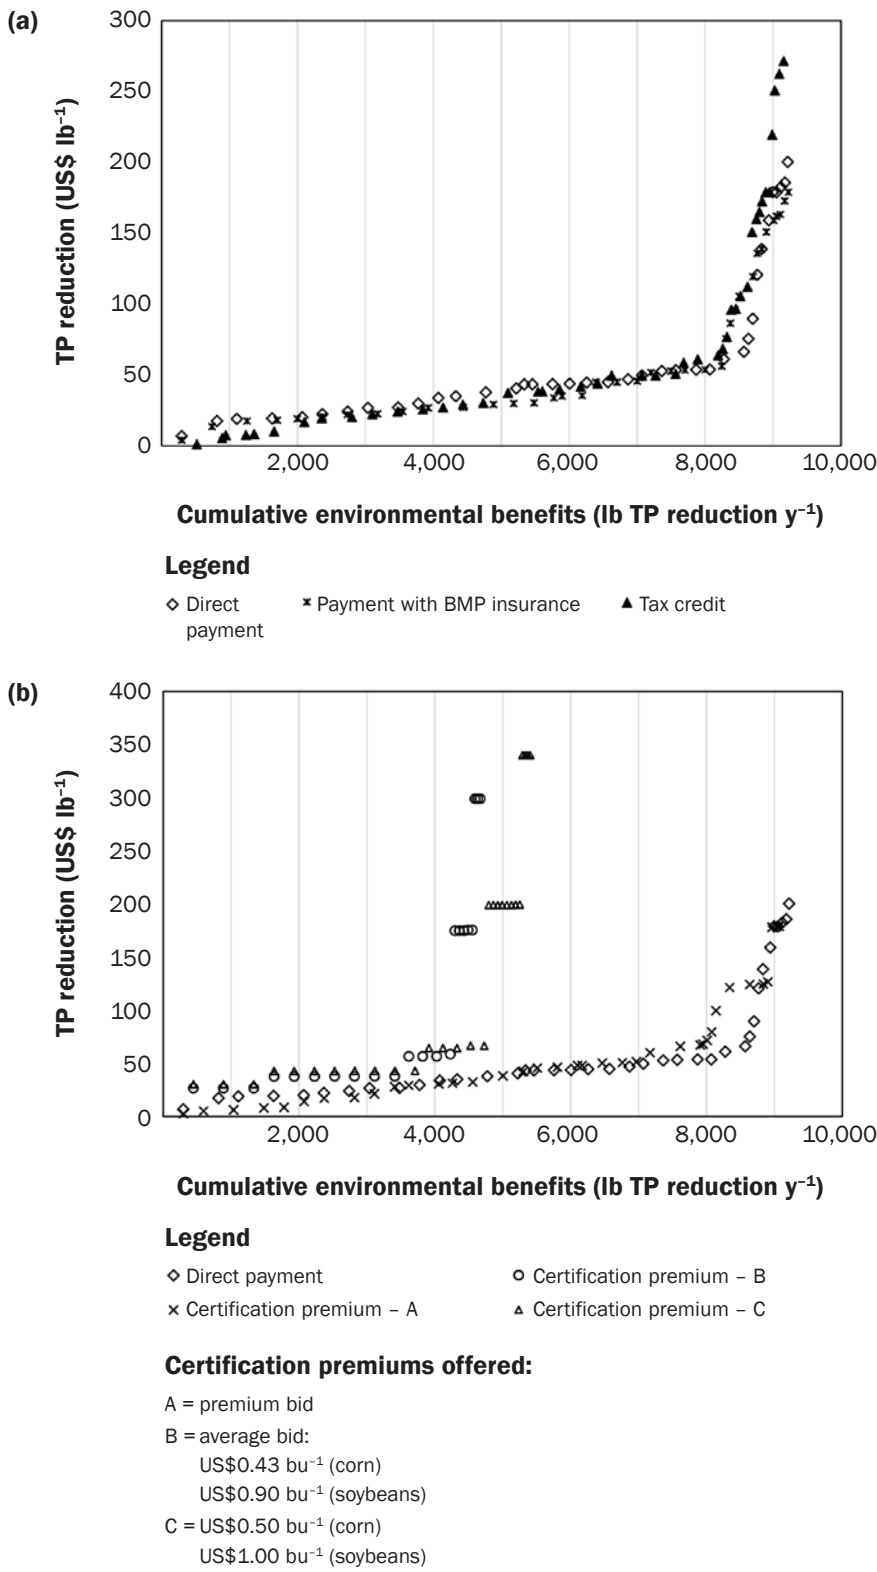 (a)
300
250
200
150
100
50
0
TP reduction (US$ lb⁻¹)
2,000 4,000 6,000 8,000 10,000
Cumulative environmental benefits (lb TP reduction y⁻¹)
Legend
Direct payment
Payment with BMP insurance
Tax credit
(b)
400
350
300
250
200
150
100
50
0
TP reduction (US$ lb⁻¹)
2,000 4,000 6,000 8,000 10,000
Cumulative environmental benefits (lb TP reduction y⁻¹)
Legend
Direct payment
Certification premium – B
Certification premium – A
Certification premium – C
Certification premiums offered:
A = premium bid
B = average bid:
US$0.43 bu⁻¹ (corn)
US$0.90 bu⁻¹ (soybeans)
C = US$0.50 bu⁻¹ (corn)
US$1.00 bu⁻¹ (soybeans)